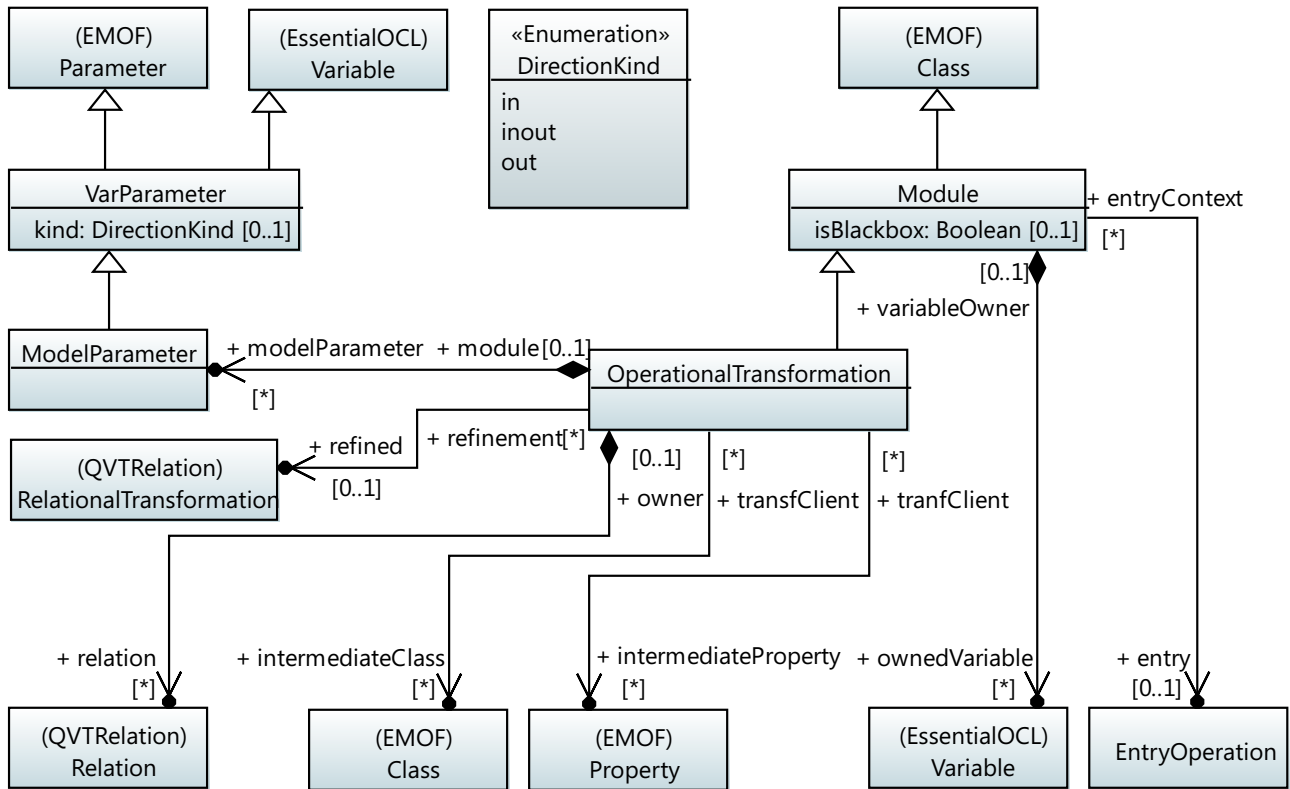 (EMOF)
Parameter
(EssentialOCL)
Variable
«Enumeration»
DirectionKind
in
inout
out
(EMOF)
Class
VarParameter
kind: DirectionKind [0..1]
Module
isBlackbox: Boolean [0..1]
+ entryContext
[*]
[0..1]
+ variableOwner
ModelParameter
+ modelParameter
[*]
+ module[0..1]
OperationalTransformation
+ refined
[0..1]
+ refinement[*]
(QVTRelation)
RelationalTransformation
[0..1]
+ owner
[*]
+ transfClient
[*]
+ tranfClient
+ relation
[*]
+ intermediateClass
[*]
+ intermediateProperty
[*]
+ ownedVariable
[*]
+ entry
[0..1]
(QVTRelation)
Relation
(EMOF)
Class
(EMOF)
Property
(EssentialOCL)
Variable
EntryOperation